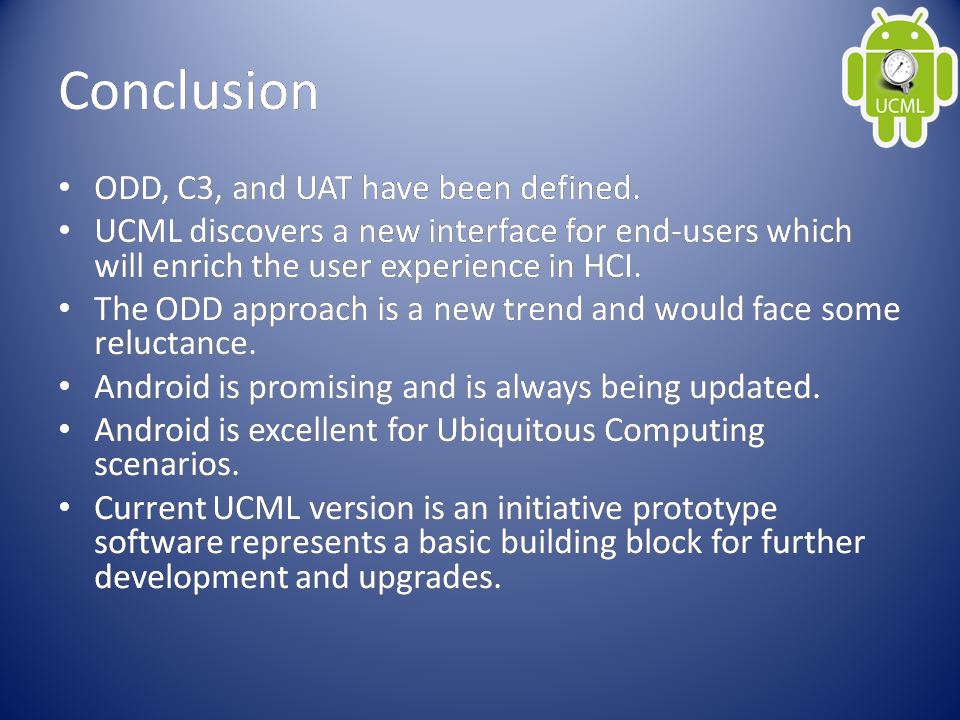 Conclusion
UCML
• ODD, C3, and UAT have been defined.
• UCML discovers a new interface for end-users which
will enrich the user experience in HCI.
• The ODD approach is a new trend and would face some
reluctance.
• Android is promising and is always being updated.
• Android is excellent for Ubiquitous Computing
scenarios.
• Current UCML version is an initiative prototype
software represents a basic building block for further
development and upgrades.